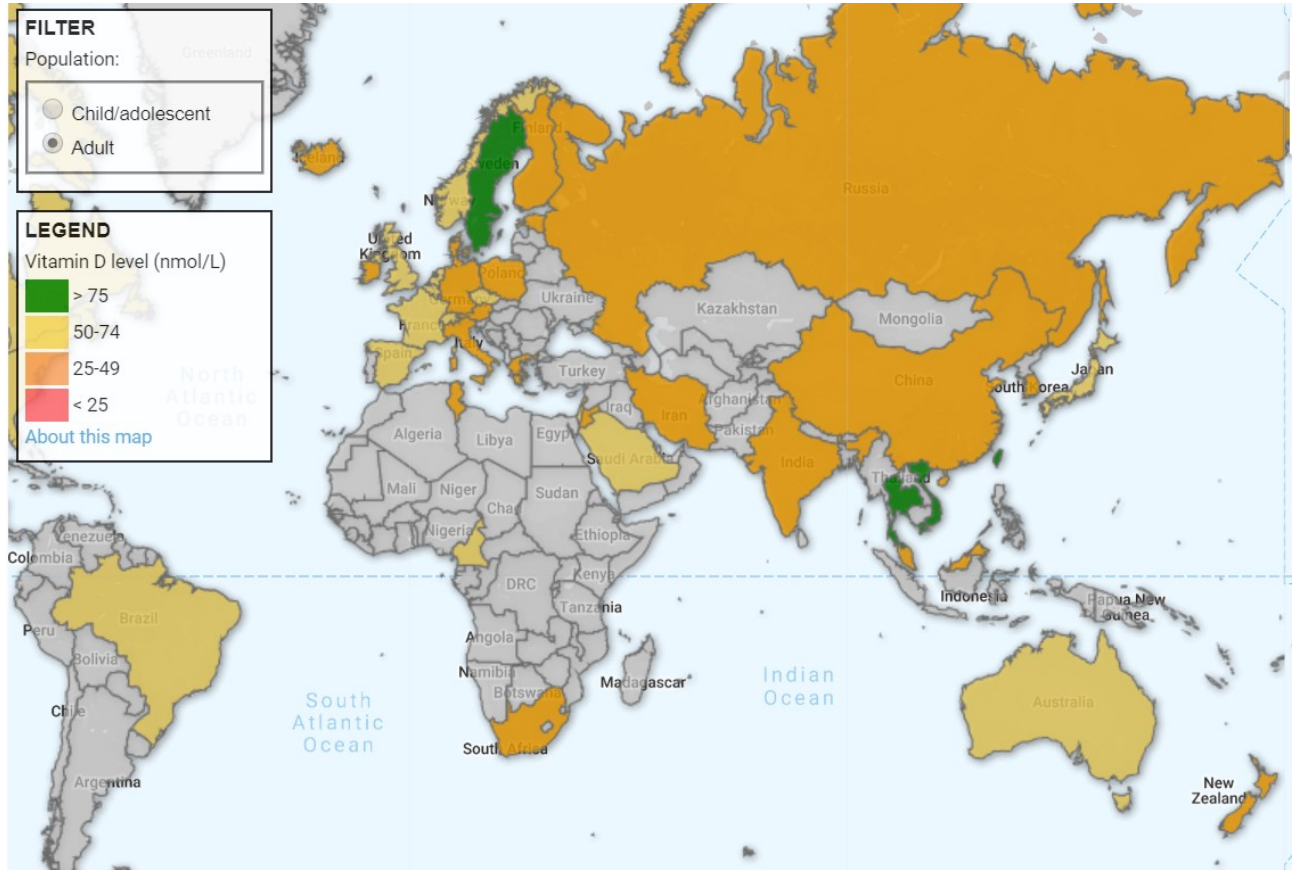 FILTER
Population:
Child/adolescent
Adult
LEGEND
Vitamin D level (nmol/L)
> 75
50-74
25-49
< 25
About this map
Greenland
Iceland
Finland
Sweden
Norway
Russia
United
Kingdom
Poland
Germany
Ukraine
France
Kazakhstan
Mongolia
Italy
Spain
Turkey
Japan
South Korea
China
North
Atlantic
Ocean
Afghanistan
Iraq
Iran
Pakistan
Algeria
Libya
Egypt
Saudi Arabia
India
Thailand
Mali
Niger
Chad
Sudan
Nigeria
Ethiopia
Venezuela
Colombia
DRC
Kenya
Indonesia
Papua New
Guinea
Tanzania
Brazil
Peru
Angola
Bolivia
Namibia
Botswana
Madagascar
Indian
Ocean
Australia
South
Atlantic
Ocean
Chile
South Africa
Argentina
New
Zealand